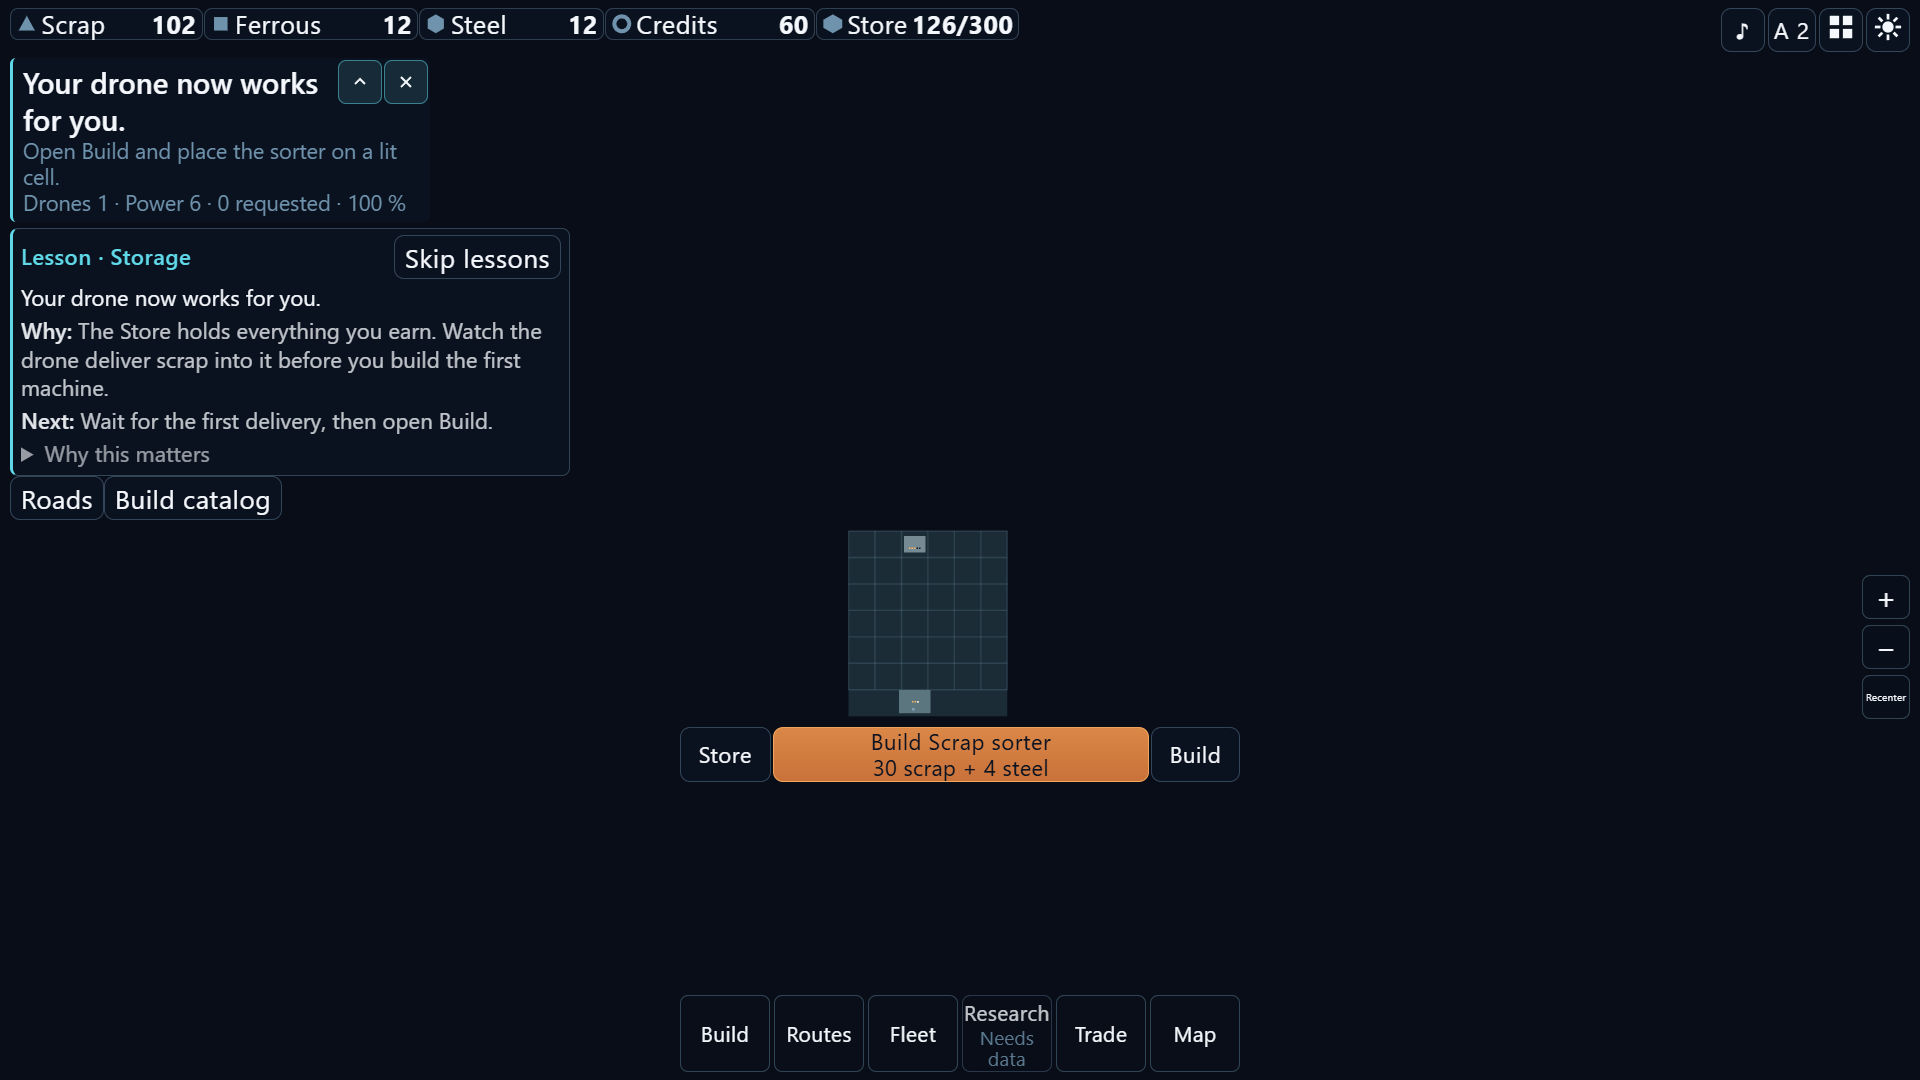 Scrap 102 Ferrous 12 Steel 12 Credits 60 Store 126/300
A 2
Your drone now works
for you.
Open Build and place the sorter on a lit
cell.
Drones 1 · Power 6 · 0 requested · 100 %
Lesson · Storage
Skip lessons
Your drone now works for you.
Why: The Store holds everything you earn. Watch the
drone deliver scrap into it before you build the first
machine.
Next: Wait for the first delivery, then open Build.
Why this matters
Roads Build catalog
+
−
Recenter
Store
Build Scrap sorter
30 scrap + 4 steel
Build
Build
Routes
Fleet
Research
Needs
data
Trade
Map